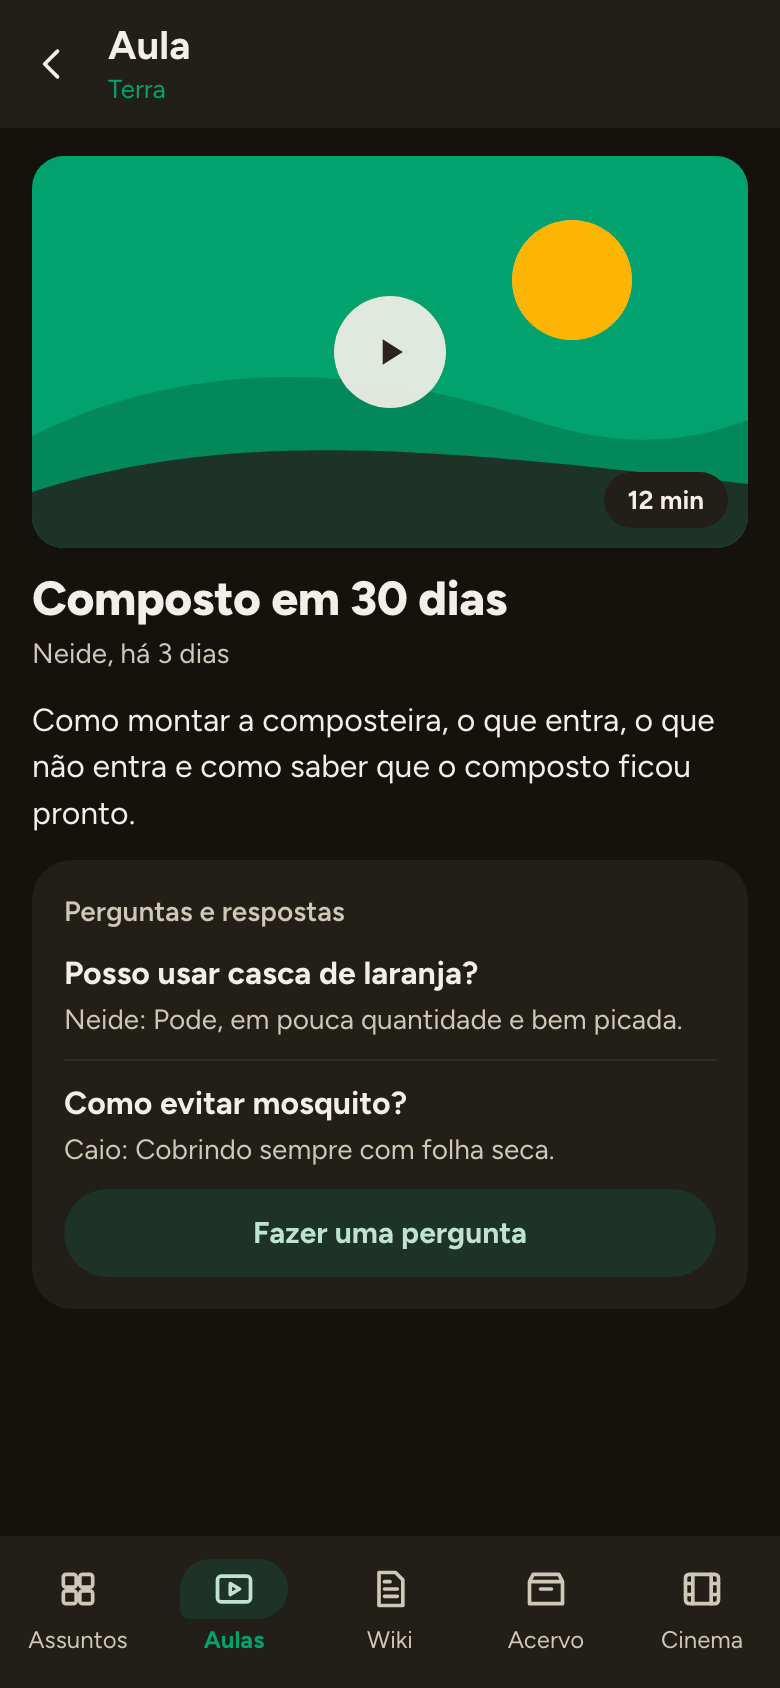 Aula
Terra
12 min
Composto em 30 dias
Neide, há 3 dias
Como montar a composteira, o que entra, o que
não entra e como saber que o composto ficou
pronto.
Perguntas e respostas
Posso usar casca de laranja?
Neide: Pode, em pouca quantidade e bem picada.
Como evitar mosquito?
Caio: Cobrindo sempre com folha seca.
Fazer uma pergunta
Assuntos
Aulas
Wiki
Acervo
Cinema